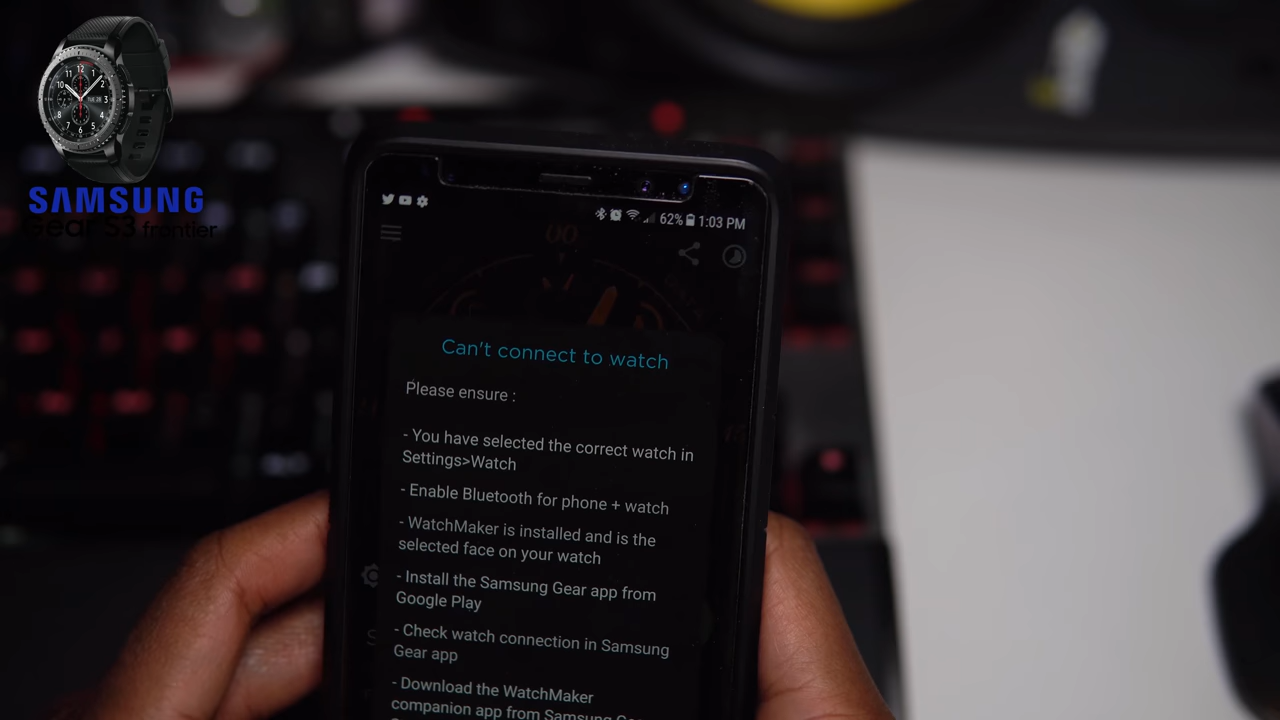 SAMSUNG
Gear S3 frontier
62% 1:03 PM
00
Can't connect to watch
Please ensure :
- You have selected the correct watch in
Settings>Watch
- Enable Bluetooth for phone + watch
- WatchMaker is installed and is the
selected face on your watch
- Install the Samsung Gear app from
Google Play
- Check watch connection in Samsung
Gear app
- Download the WatchMaker
companion app from Samsung